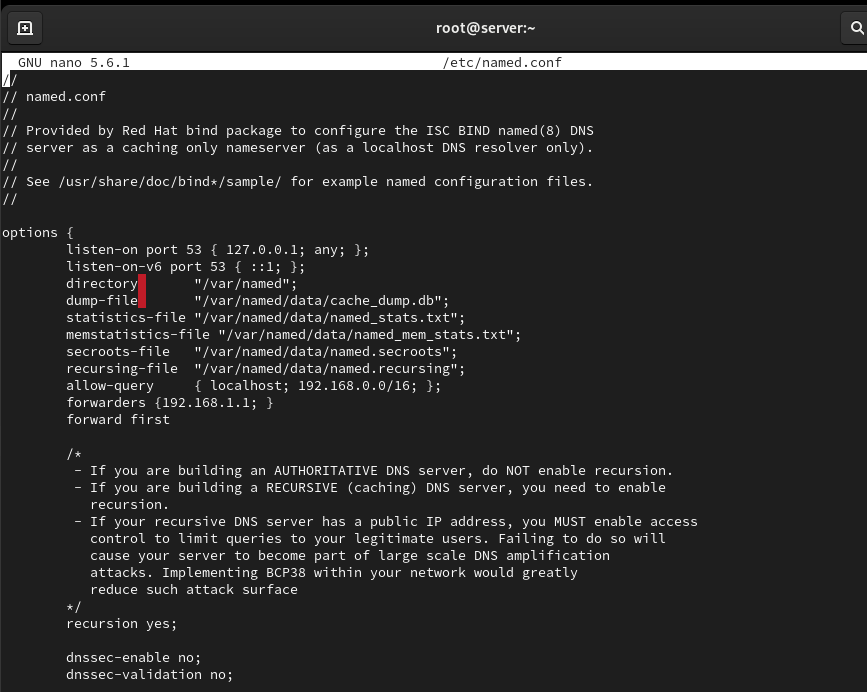 root@server:~
GNU nano 5.6.1 /etc/named.conf
//
// named.conf
//
// Provided by Red Hat bind package to configure the ISC BIND named(8) DNS
// server as a caching only nameserver (as a localhost DNS resolver only).
//
// See /usr/share/doc/bind*/sample/ for example named configuration files.
//
options {
listen-on port 53 { 127.0.0.1; any; };
listen-on-v6 port 53 { ::1; };
directory "/var/named";
dump-file "/var/named/data/cache_dump.db";
statistics-file "/var/named/data/named_stats.txt";
memstatistics-file "/var/named/data/named_mem_stats.txt";
secroots-file "/var/named/data/named.secroots";
recursing-file "/var/named/data/named.recursing";
allow-query { localhost; 192.168.0.0/16; };
forwarders {192.168.1.1; }
forward first
/*
- If you are building an AUTHORITATIVE DNS server, do NOT enable recursion.
- If you are building a RECURSIVE (caching) DNS server, you need to enable
recursion.
- If your recursive DNS server has a public IP address, you MUST enable access
control to limit queries to your legitimate users. Failing to do so will
cause your server to become part of large scale DNS amplification
attacks. Implementing BCP38 within your network would greatly
reduce such attack surface
*/
recursion yes;
dnssec-enable no;
dnssec-validation no;